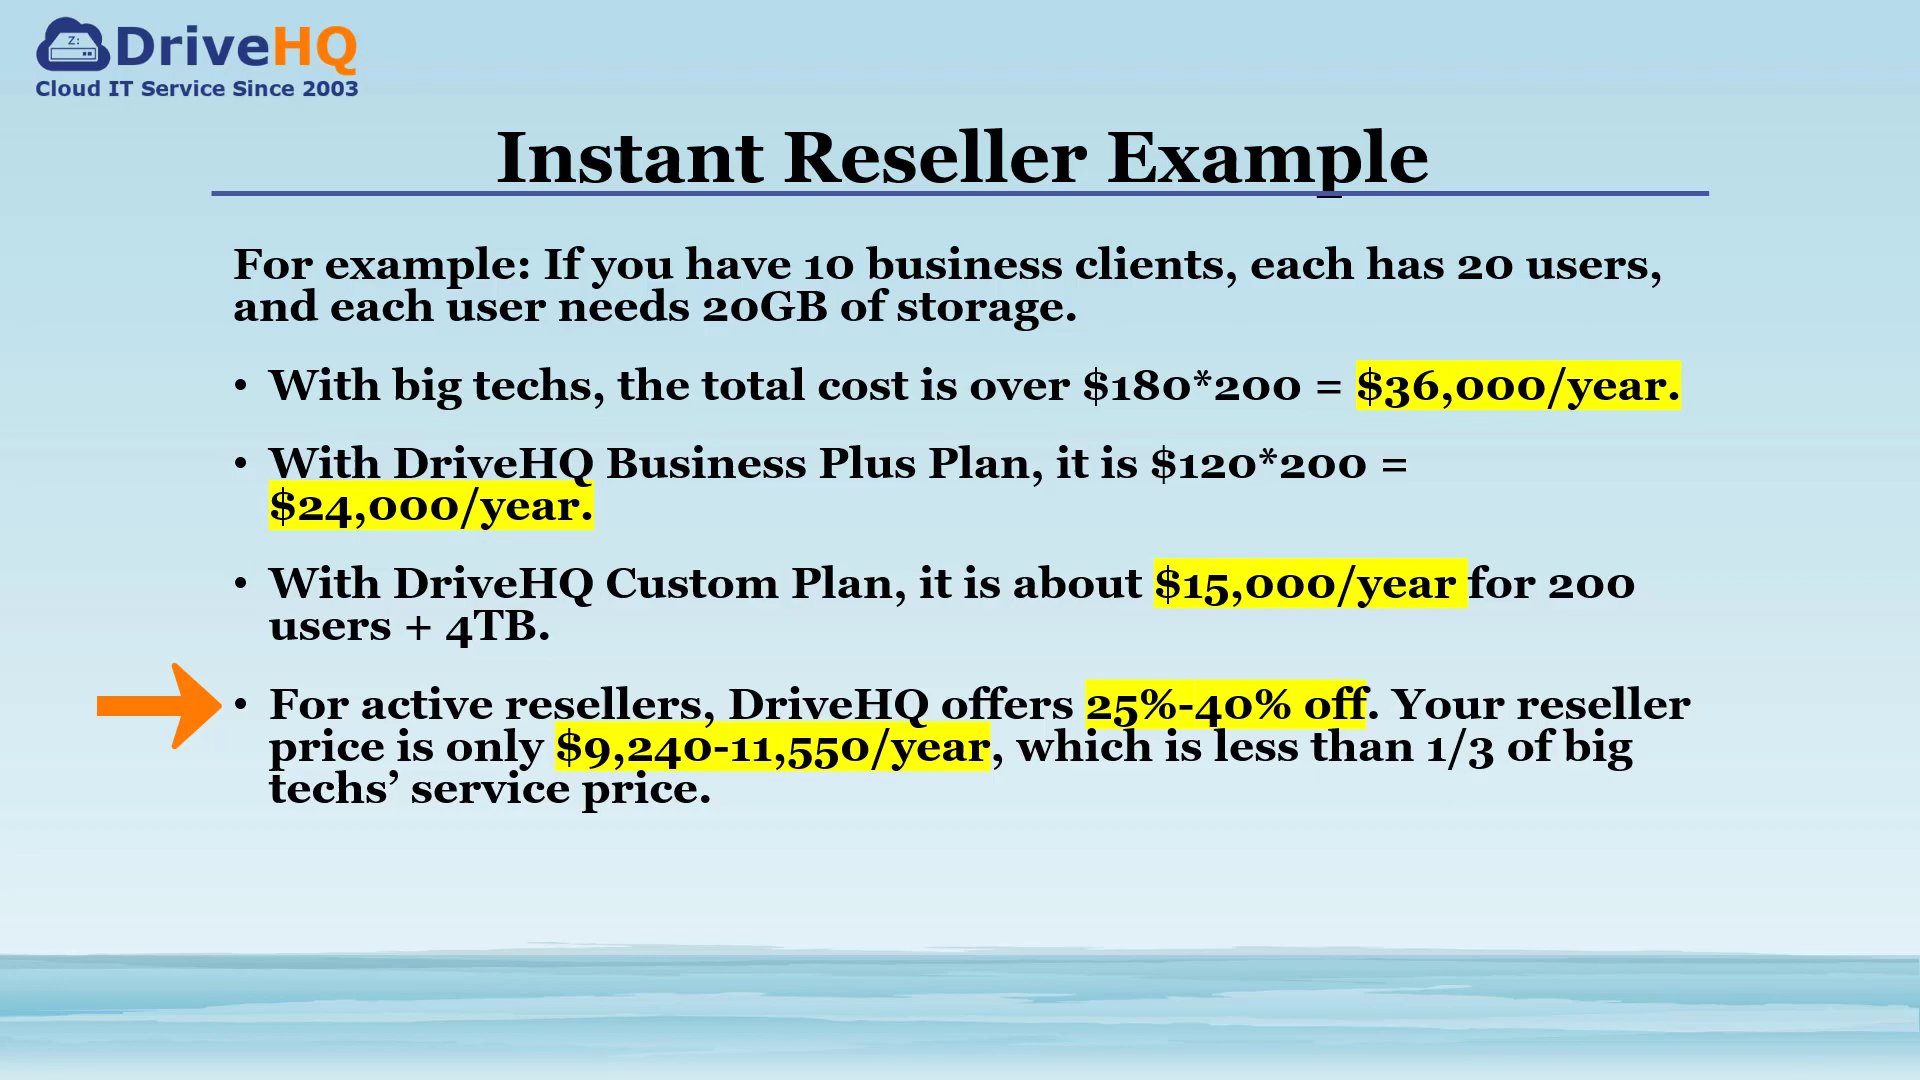 Z:
DriveHQ
Cloud IT Service Since 2003
Instant Reseller Example
For example: If you have 10 business clients, each has 20 users,
and each user needs 20GB of storage.
• With big techs, the total cost is over $180*200 = $36,000/year.
• With DriveHQ Business Plus Plan, it is $120*200 =
$24,000/year.
• With DriveHQ Custom Plan, it is about $15,000/year for 200
users + 4TB.
• For active resellers, DriveHQ offers 25%-40% off. Your reseller
price is only $9,240-11,550/year, which is less than 1/3 of big
techs’ service price.